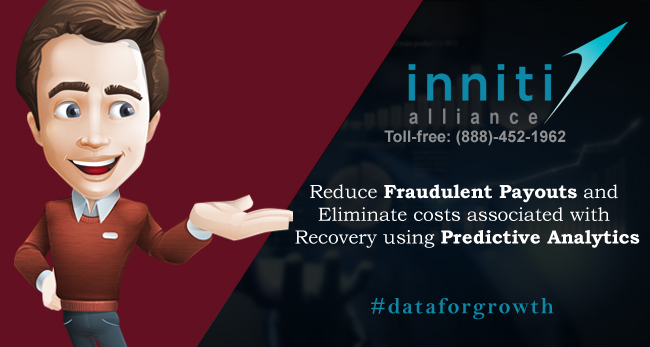 inniti
alliance
Toll-free: (888)-452-1962
Reduce Fraudulent Payouts and
Eliminate costs associated with
Recovery using Predictive Analytics
#dataforgrowth